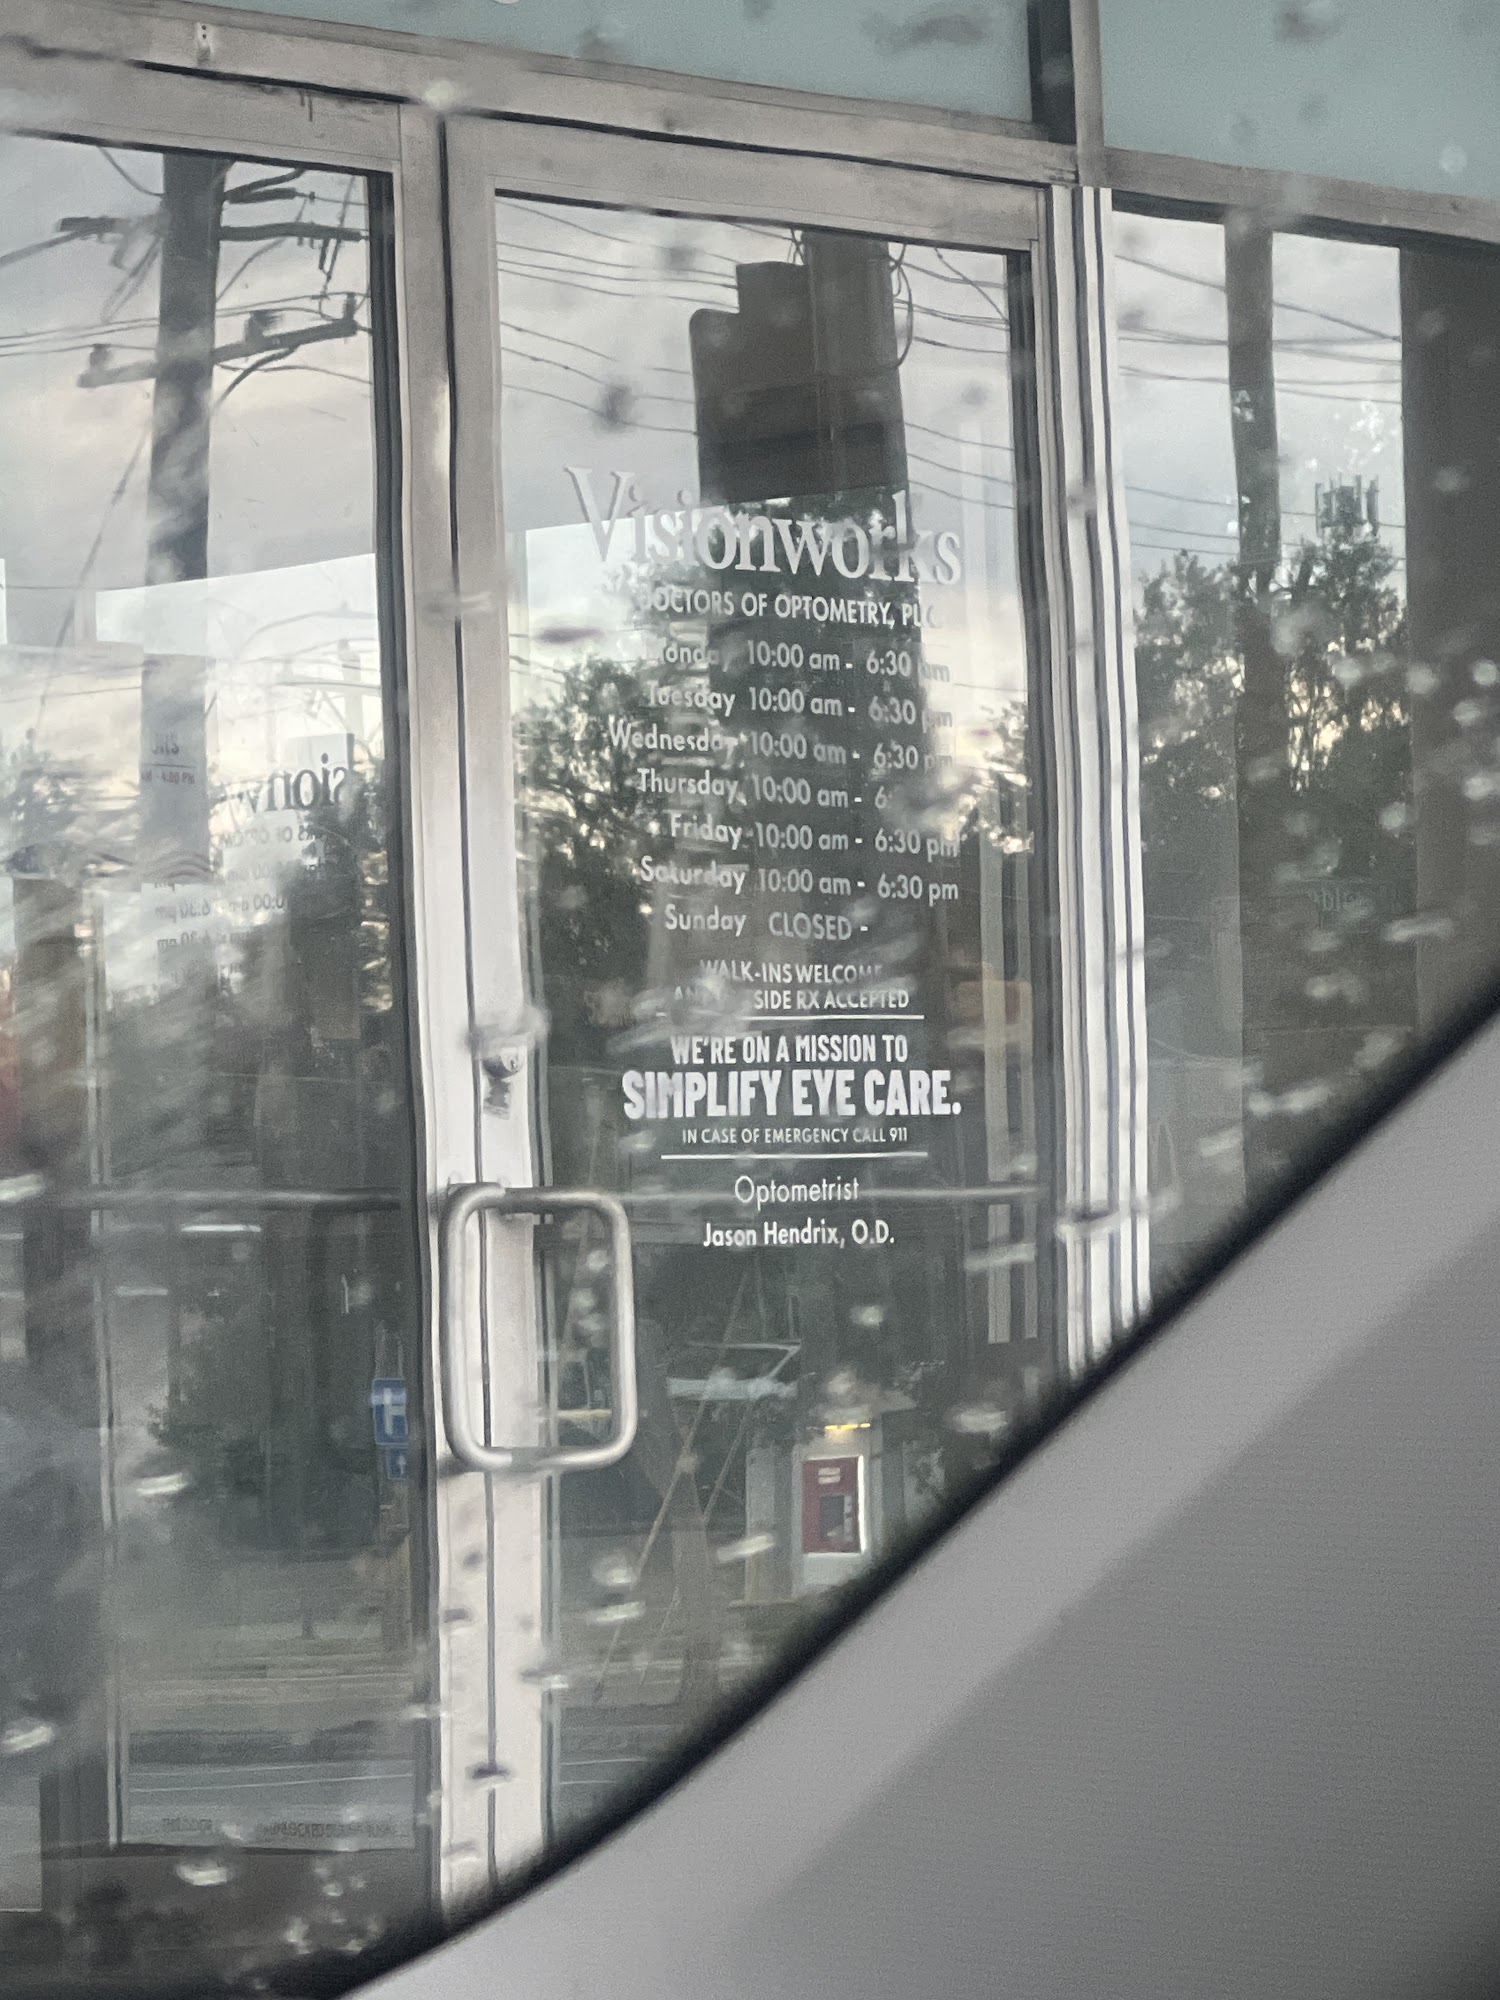 Visionworks
DOCTORS OF OPTOMETRY, PLLC
Monday 10:00 am - 6:30 pm
Tuesday 10:00 am - 6:30 pm
Wednesday 10:00 am - 6:30 pm
Thursday 10:00 am - 6:
Friday 10:00 am - 6:30 pm
Saturday 10:00 am - 6:30 pm
Sunday CLOSED -
WALK-INS WELCOME
SIDE RX ACCEPTED
WE'RE ON A MISSION TO
SIMPLIFY EYE CARE.
IN CASE OF EMERGENCY CALL 911
Optometrist
Jason Hendrix, O.D.